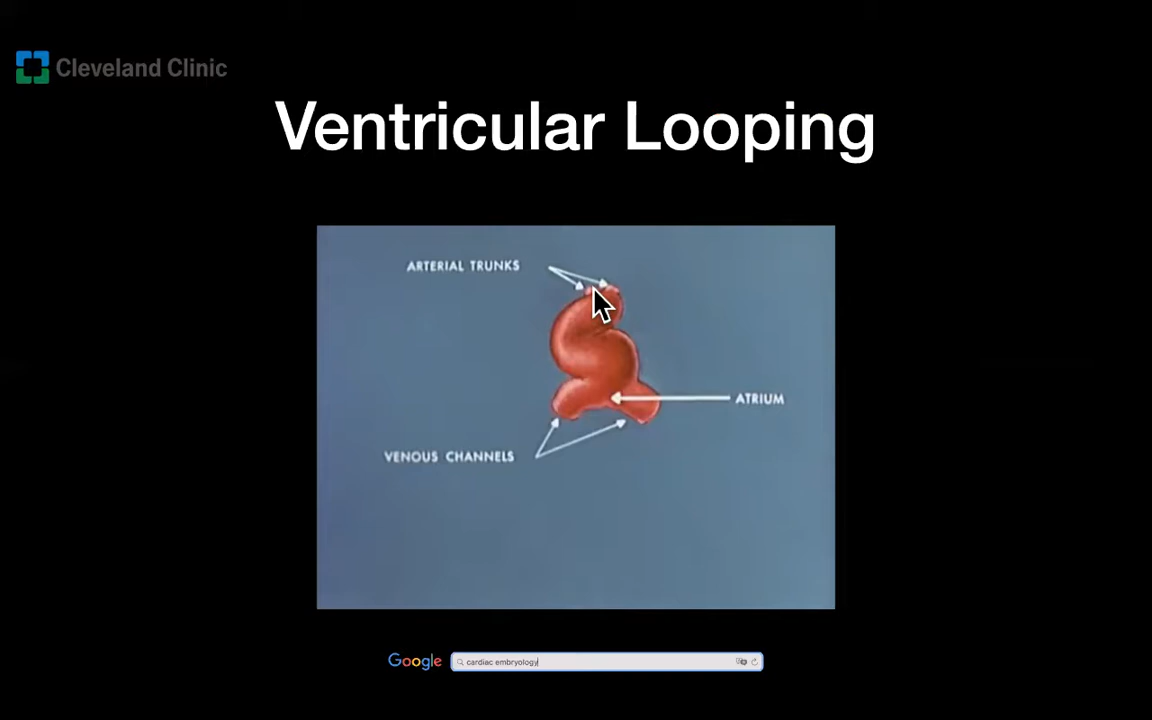 Cleveland Clinic
Ventricular Looping
ARTERIAL TRUNKS
ATRIUM
VENOUS CHANNELS
Google cardiac embryology